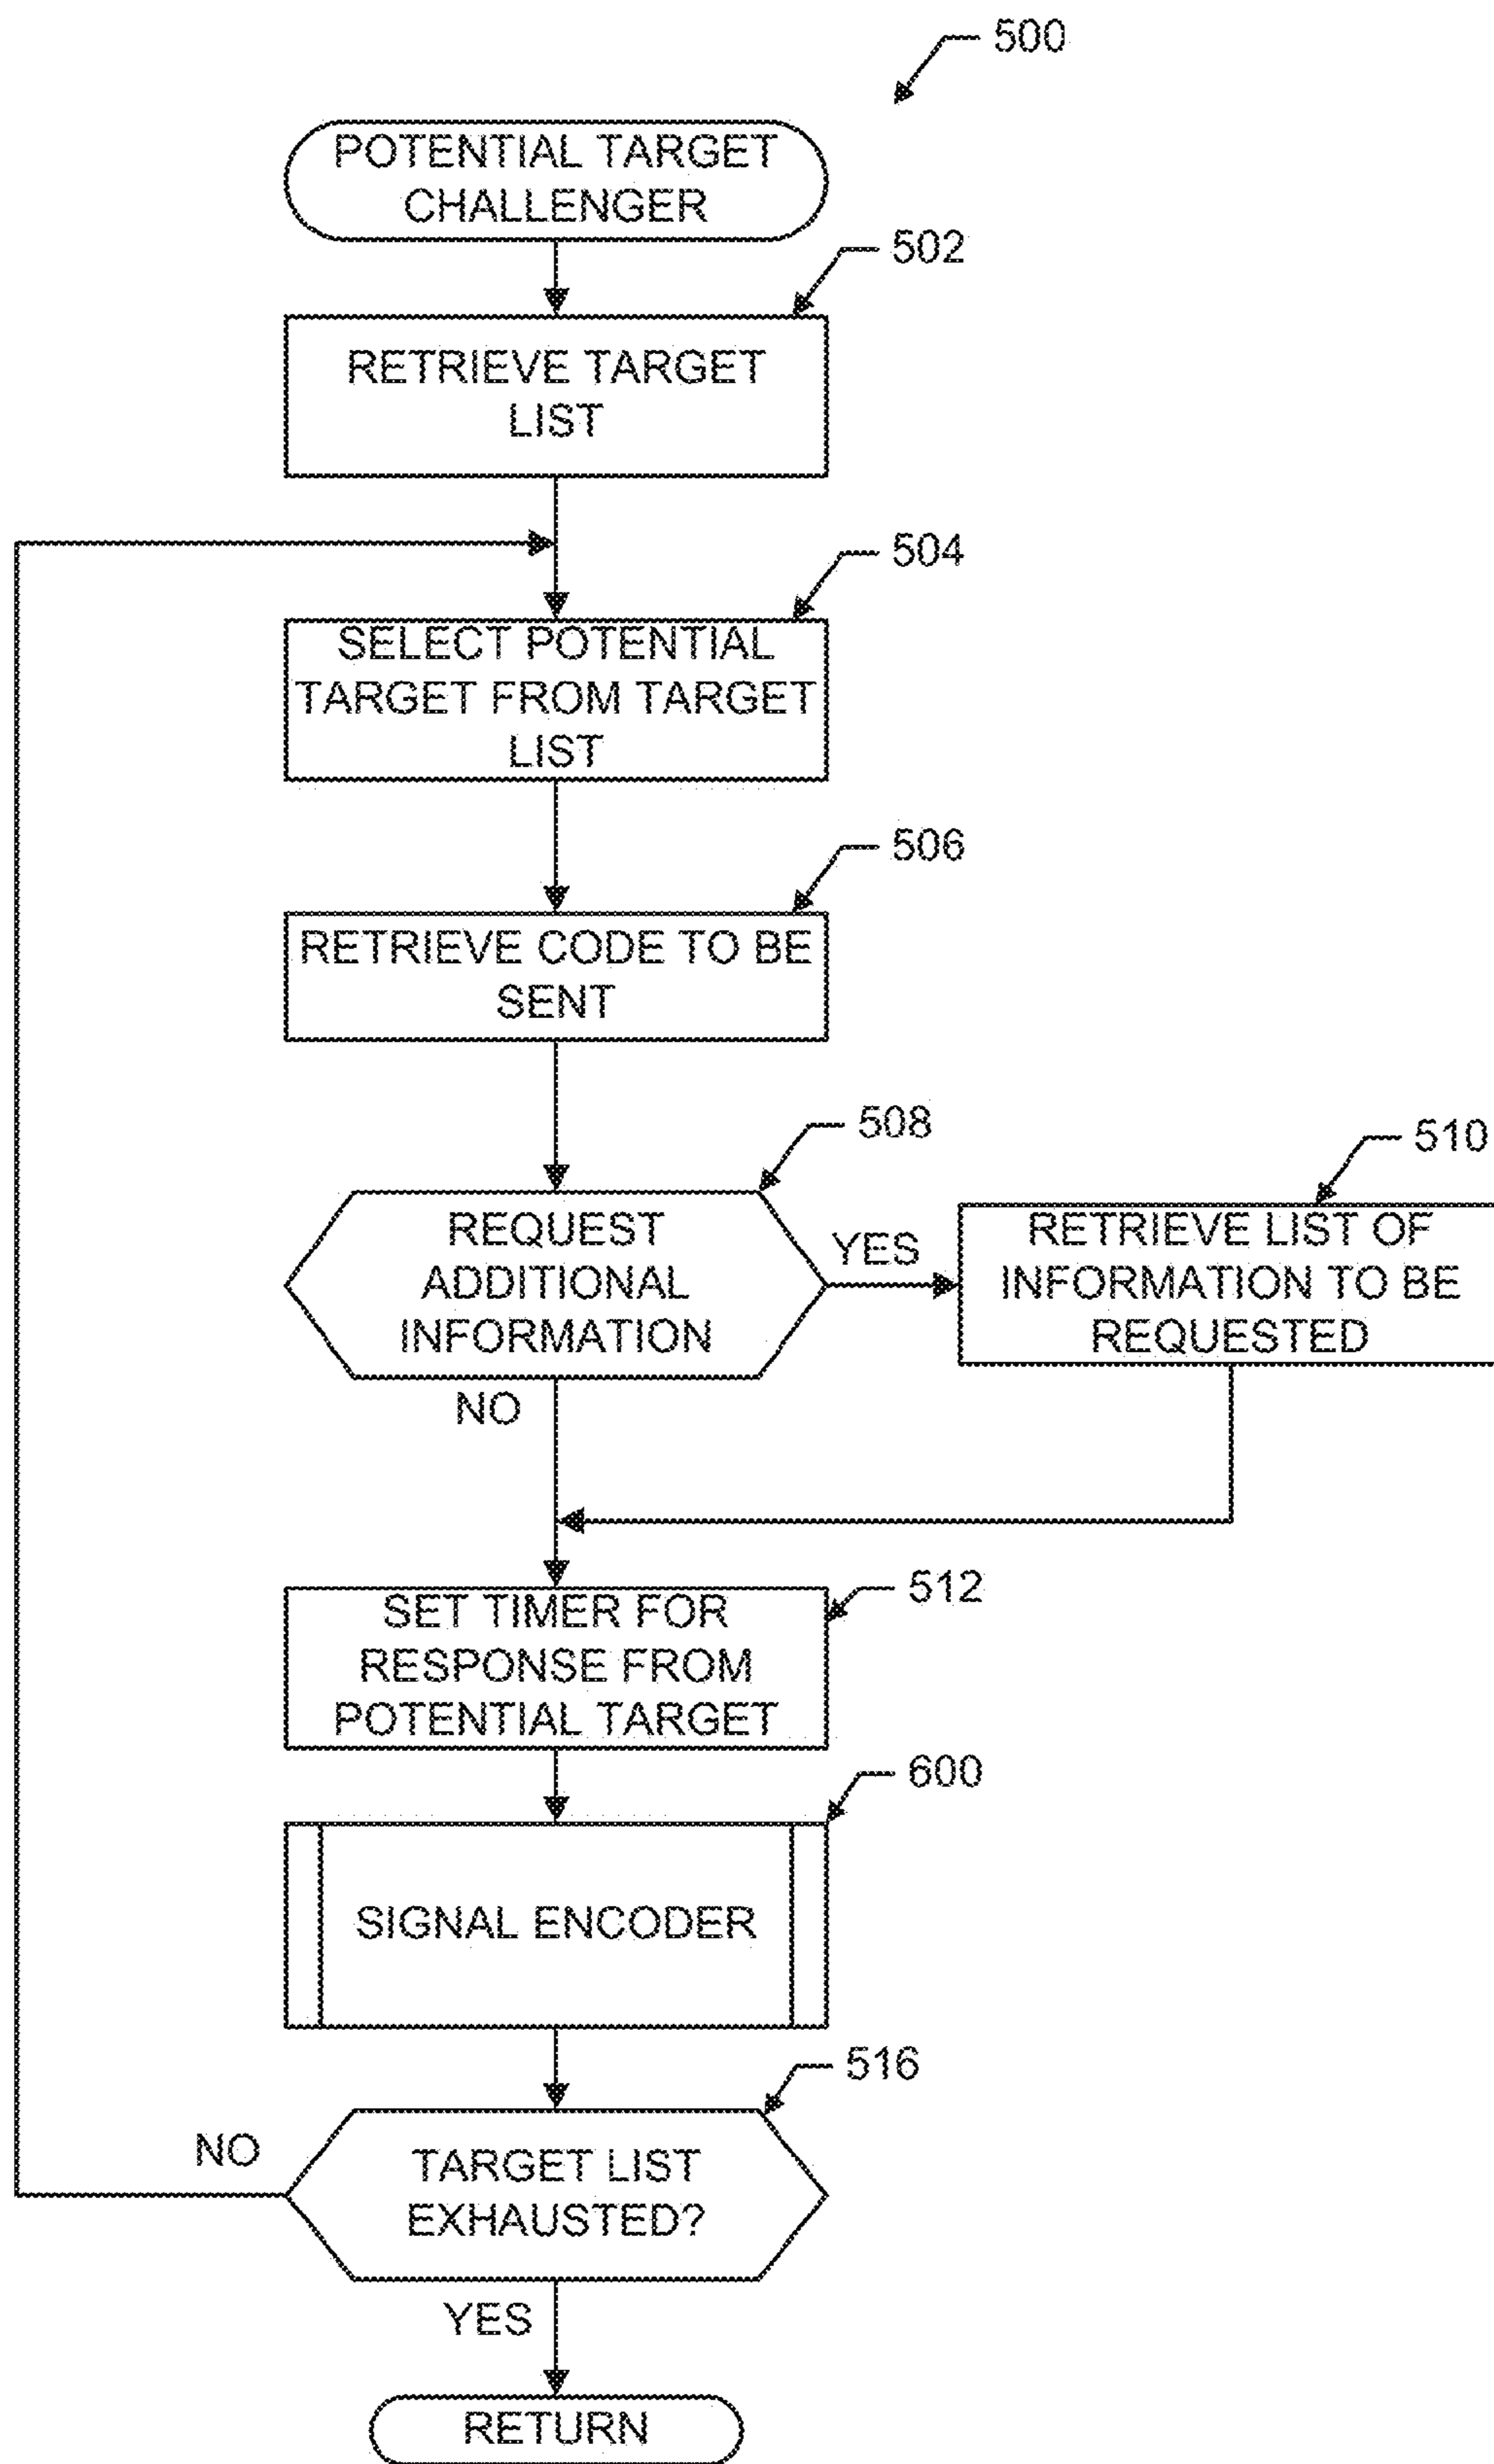 500
POTENTIAL TARGET
CHALLENGER
502
RETRIEVE TARGET
LIST
504
SELECT POTENTIAL
TARGET FROM TARGET
LIST
506
RETRIEVE CODE TO BE
SENT
508
REQUEST
ADDITIONAL
INFORMATION
YES
510
RETRIEVE LIST OF
INFORMATION TO BE
REQUESTED
NO
512
SET TIMER FOR
RESPONSE FROM
POTENTIAL TARGET
600
SIGNAL ENCODER
516
NO
TARGET LIST
EXHAUSTED?
YES
RETURN